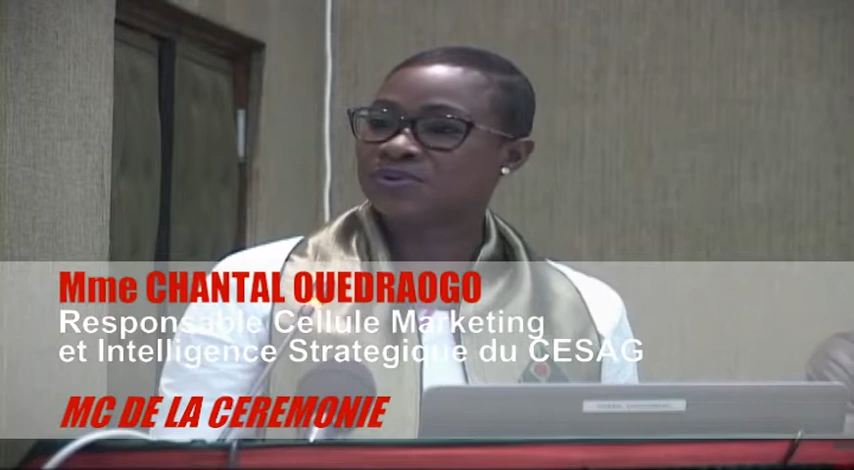 Mme CHANTAL OUEDRAOGO
Responsable Cellule Marketing
et Intelligence Strategique du CESAG
MC DE LA CEREMONIE